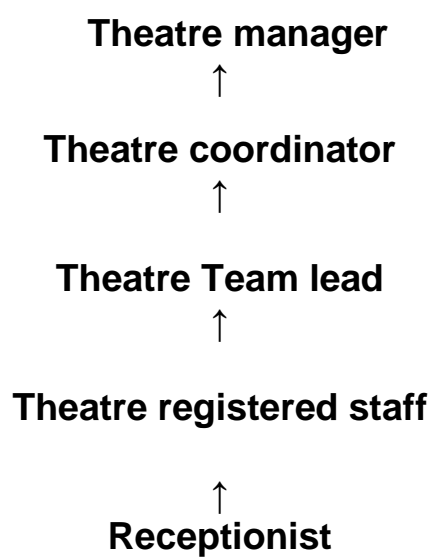 Theatre manager
↑
Theatre coordinator
↑
Theatre Team lead
↑
Theatre registered staff
↑
Receptionist